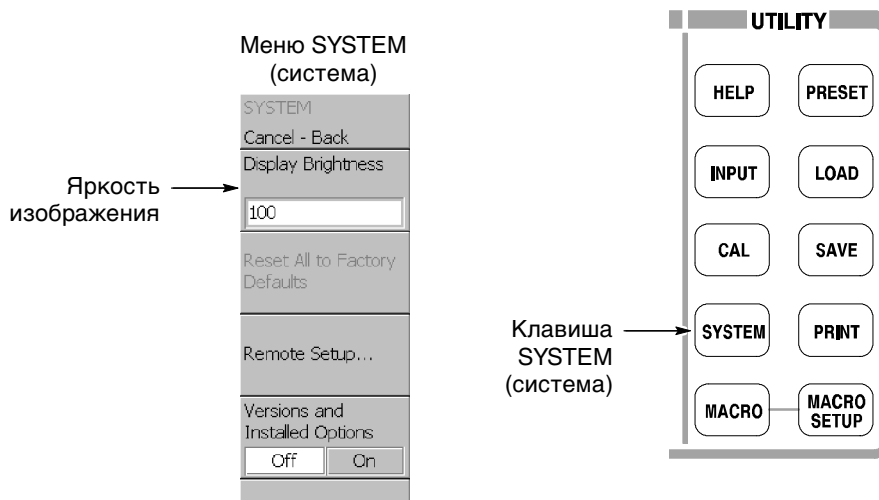 Меню SYSTEM
(система)
SYSTEM
Cancel - Back
Display Brightness
100
Яркость
изображения
Reset All to Factory
Defaults
Remote Setup...
Versions and
Installed Options
Off On
UTILITY
HELP PRESET
INPUT LOAD
CAL SAVE
SYSTEM PRINT
Клавиша
SYSTEM
(система)
MACRO MACRO
SETUP